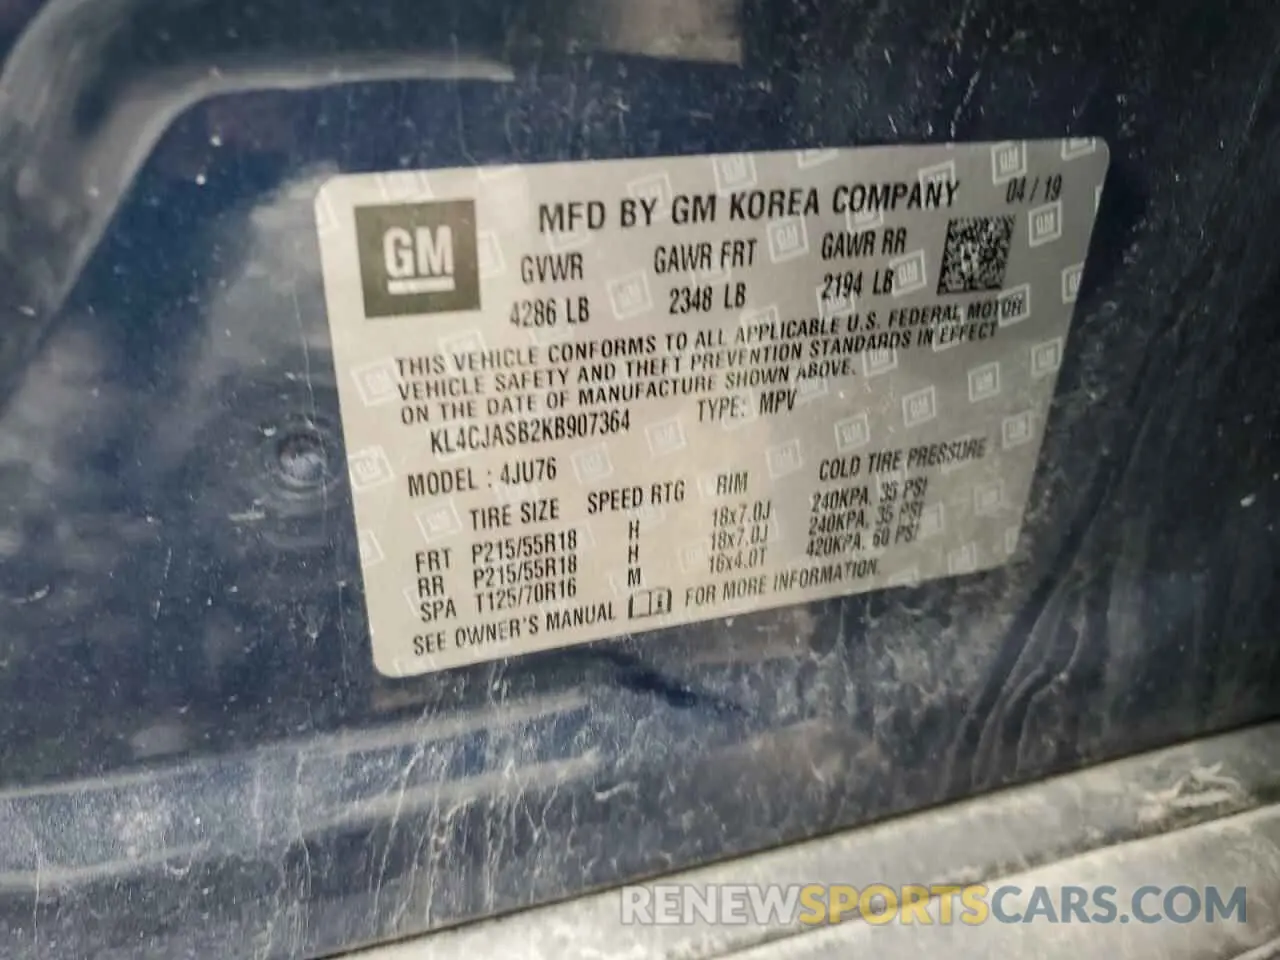 GM
MFD BY GM KOREA COMPANY 04 / 19
GVWR GAWR FRT GAWR RR
4286 LB 2348 LB 2194 LB
THIS VEHICLE CONFORMS TO ALL APPLICABLE U.S. FEDERAL MOTOR
VEHICLE SAFETY AND THEFT PREVENTION STANDARDS IN EFFECT
ON THE DATE OF MANUFACTURE SHOWN ABOVE.
KL4CJASB2KB907364 TYPE: MPV
MODEL : 4JU76
TIRE SIZE SPEED RTG RIM COLD TIRE PRESSURE
FRT P215/55R18 H 18x7.0J 240KPA, 35 PSI
RR P215/55R18 H 18x7.0J 240KPA, 35 PSI
SPA T125/70R16 M 16x4.0T 420KPA, 60 PSI
SEE OWNER'S MANUAL FOR MORE INFORMATION.
RENEWSPORTSCARS.COM